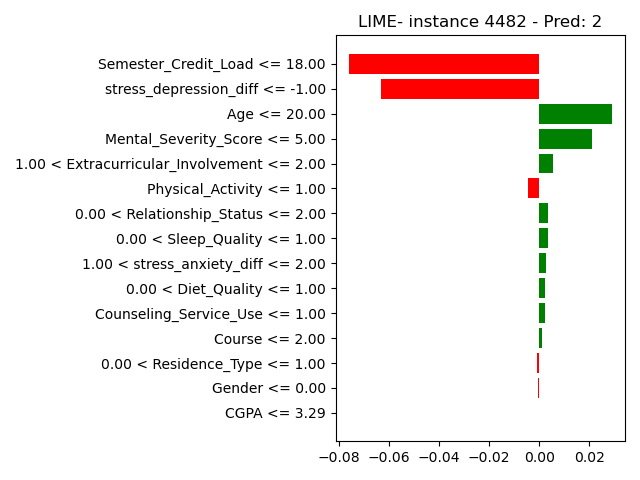 LIME- instance 4482 - Pred: 2
Semester_Credit_Load <= 18.00
stress_depression_diff <= -1.00
Age <= 20.00
Mental_Severity_Score <= 5.00
1.00 < Extracurricular_Involvement <= 2.00
Physical_Activity <= 1.00
0.00 < Relationship_Status <= 2.00
0.00 < Sleep_Quality <= 1.00
1.00 < stress_anxiety_diff <= 2.00
0.00 < Diet_Quality <= 1.00
Counseling_Service_Use <= 1.00
Course <= 2.00
0.00 < Residence_Type <= 1.00
Gender <= 0.00
CGPA <= 3.29
−0.08 −0.06 −0.04 −0.02 0.00 0.02